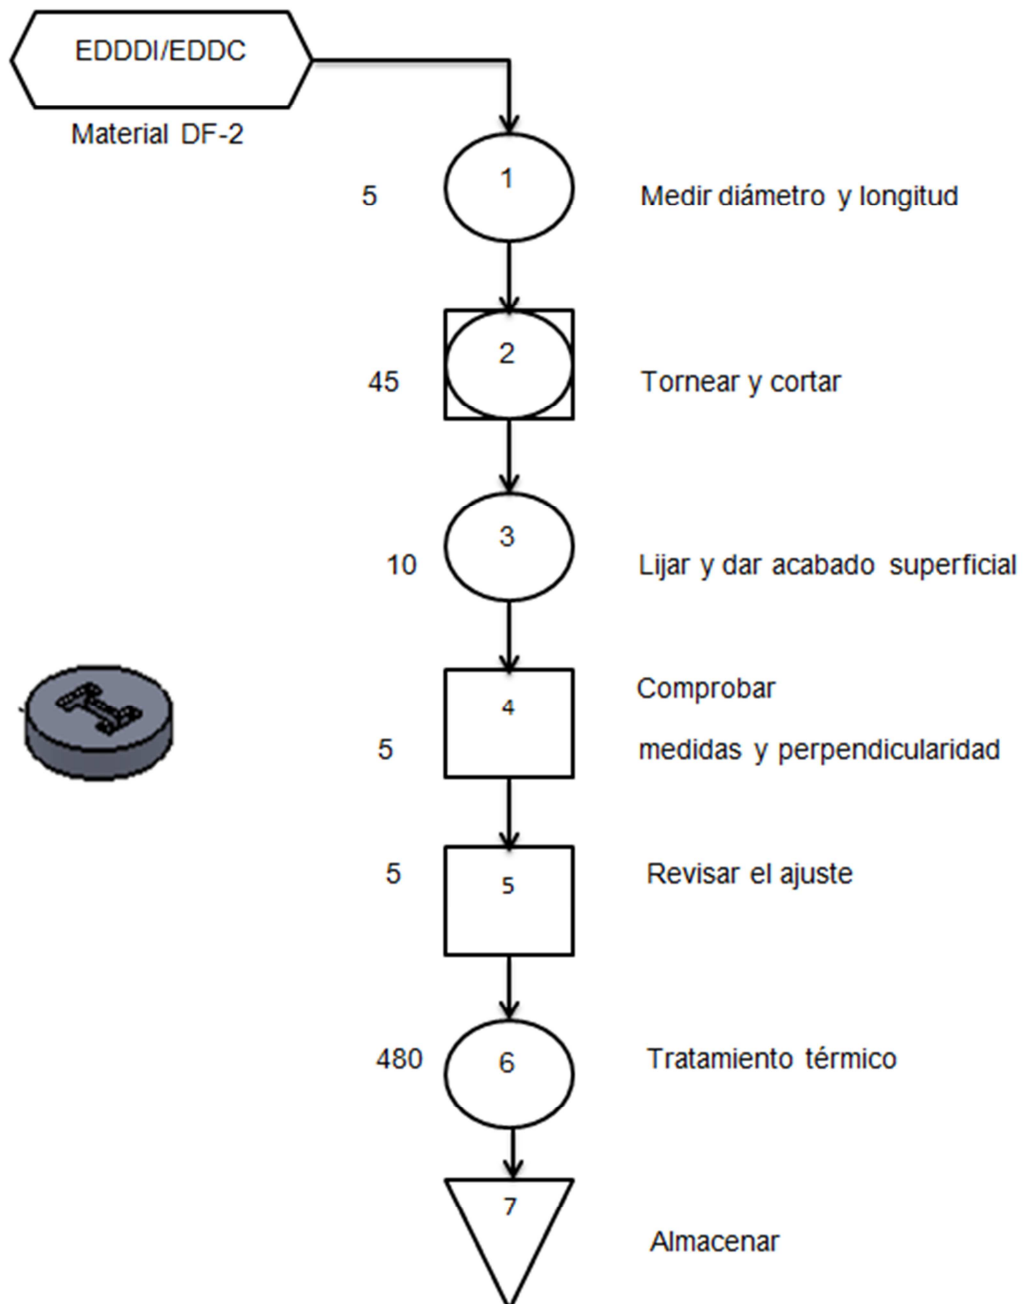 EDDDI/EDDC
Material DF-2
1
5
Medir diámetro y longitud
2
45
Tornear y cortar
3
10
Lijar y dar acabado superficial
Comprobar
4
5
medidas y perpendicularidad
5
5
Revisar el ajuste
480
6
Tratamiento térmico
7
Almacenar